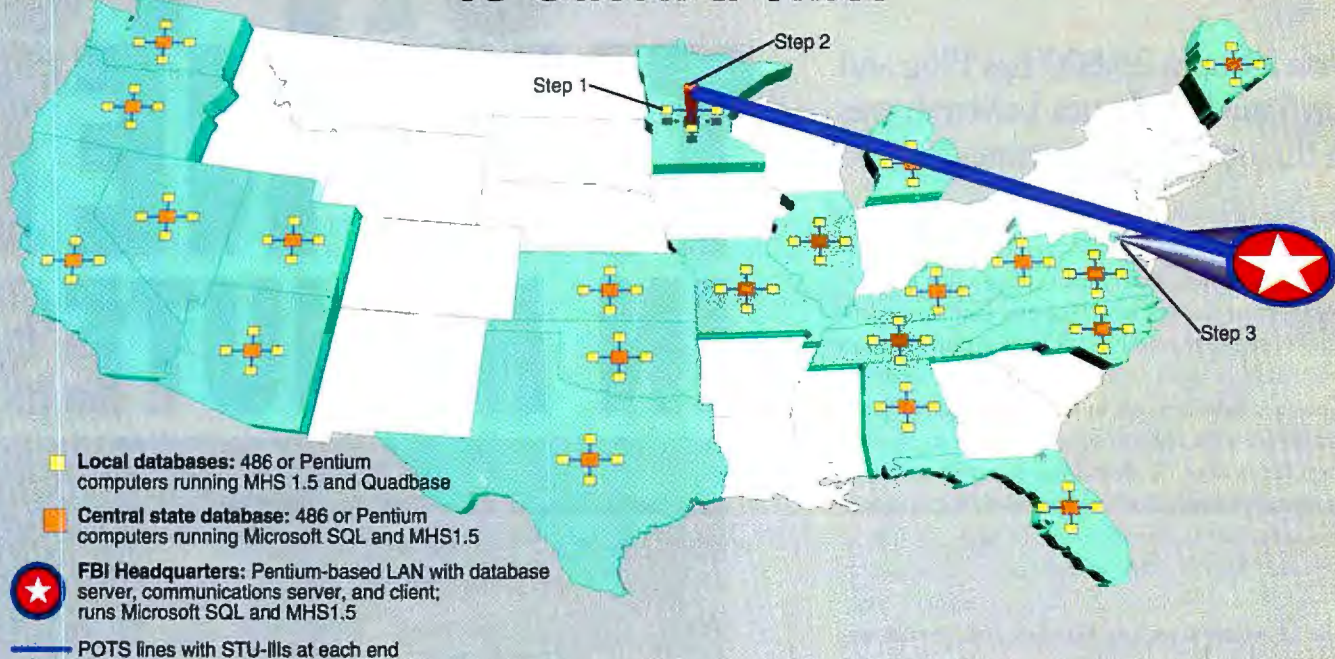 Step 2
Step 1
Step 3
Local databases: 486 or Pentium
computers running MHS 1.5 and Quadbase
Central state database: 486 or Pentium
computers running Microsoft SQL and MHS1.5
FBI Headquarters: Pentium-based LAN with database
server, communications server, and client;
runs Microsoft SQL and MHS1.5
POTS lines with STU-IIIs at each end